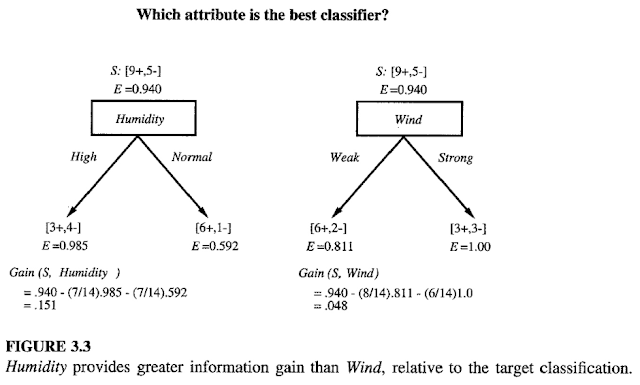 Which attribute is the best classifier?
S: [9+,5-]
E =0.940
Humidity
High
Normal
[3+,4-]
E =0.985
[6+,1-]
E =0.592
Gain (S, Humidity )
= .940 - (7/14).985 - (7/14).592
= .151
S: [9+,5-]
E =0.940
Wind
Weak
Strong
[6+,2-]
E =0.811
[3+,3-]
E =1.00
Gain (S, Wind)
= .940 - (8/14).811 - (6/14)1.0
= .048
FIGURE 3.3
Humidity provides greater information gain than Wind, relative to the target classification.